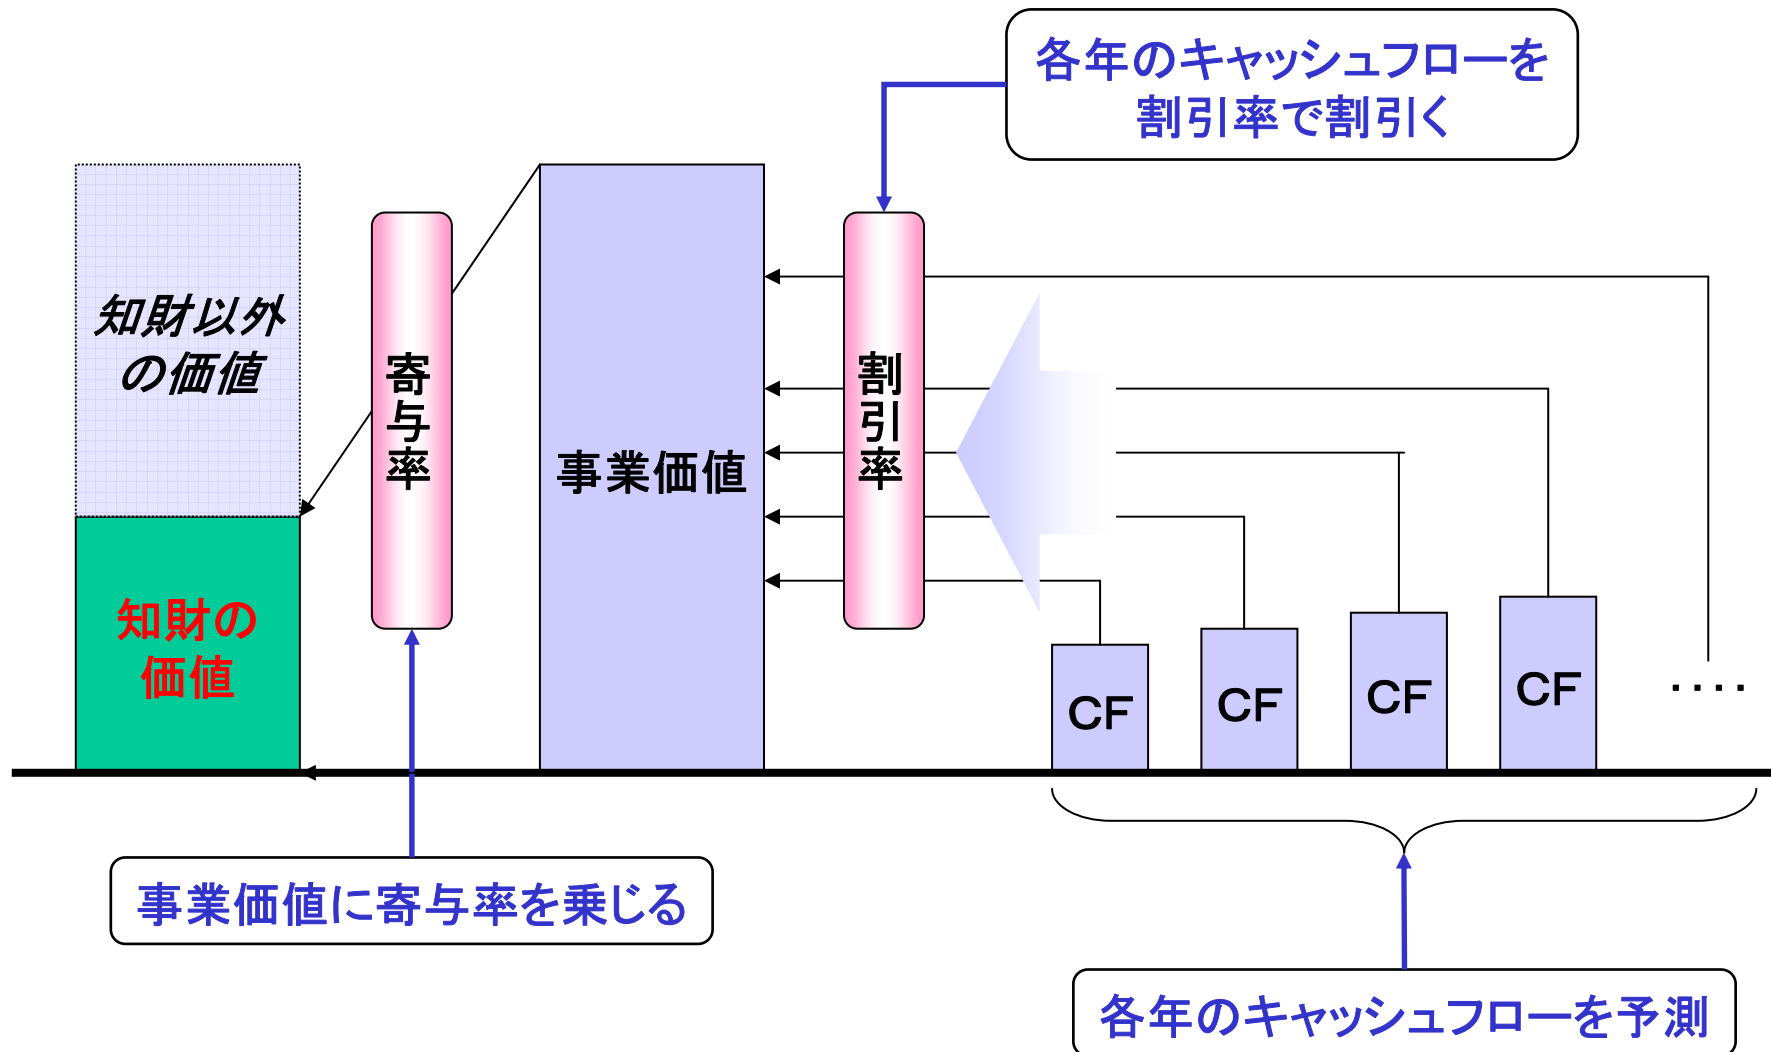 各年のキャッシュフローを
割引率で割引く
知財以外
の価値
寄与率
事業価値
割引率
知財の
価値
CF
CF
CF
CF
・・・・
事業価値に寄与率を乗じる
各年のキャッシュフローを予測